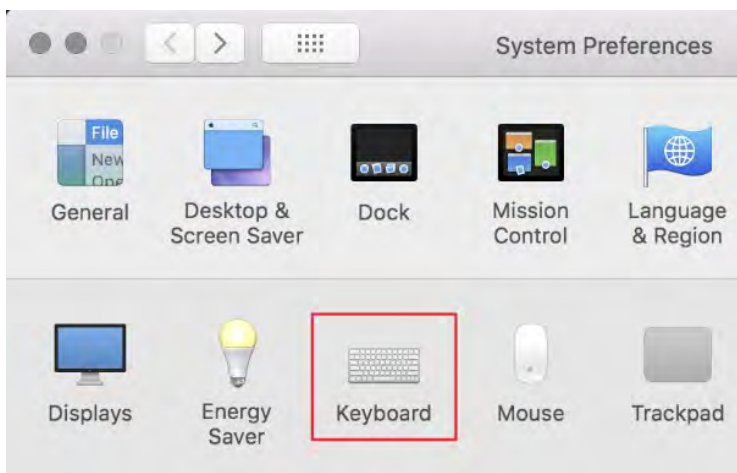 System Preferences
File
New
Ope
General
Desktop &
Screen Saver
Dock
Mission
Control
Language
& Region
Displays
Energy
Saver
Keyboard
Mouse
Trackpad